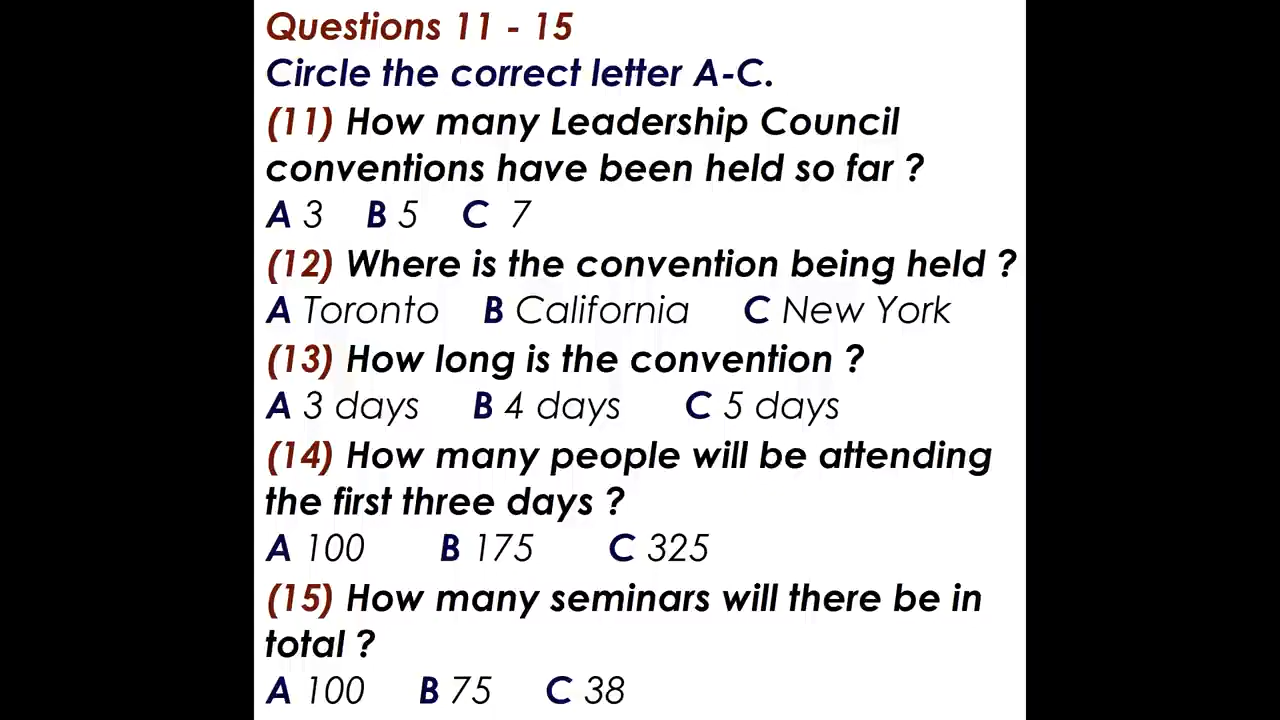 Questions 11 - 15
Circle the correct letter A-C.
(11) How many Leadership Council
conventions have been held so far ?
A 3 B 5 C 7
(12) Where is the convention being held ?
A Toronto B California C New York
(13) How long is the convention ?
A 3 days B 4 days C 5 days
(14) How many people will be attending
the first three days ?
A 100 B 175 C 325
(15) How many seminars will there be in
total ?
A 100 B 75 C 38